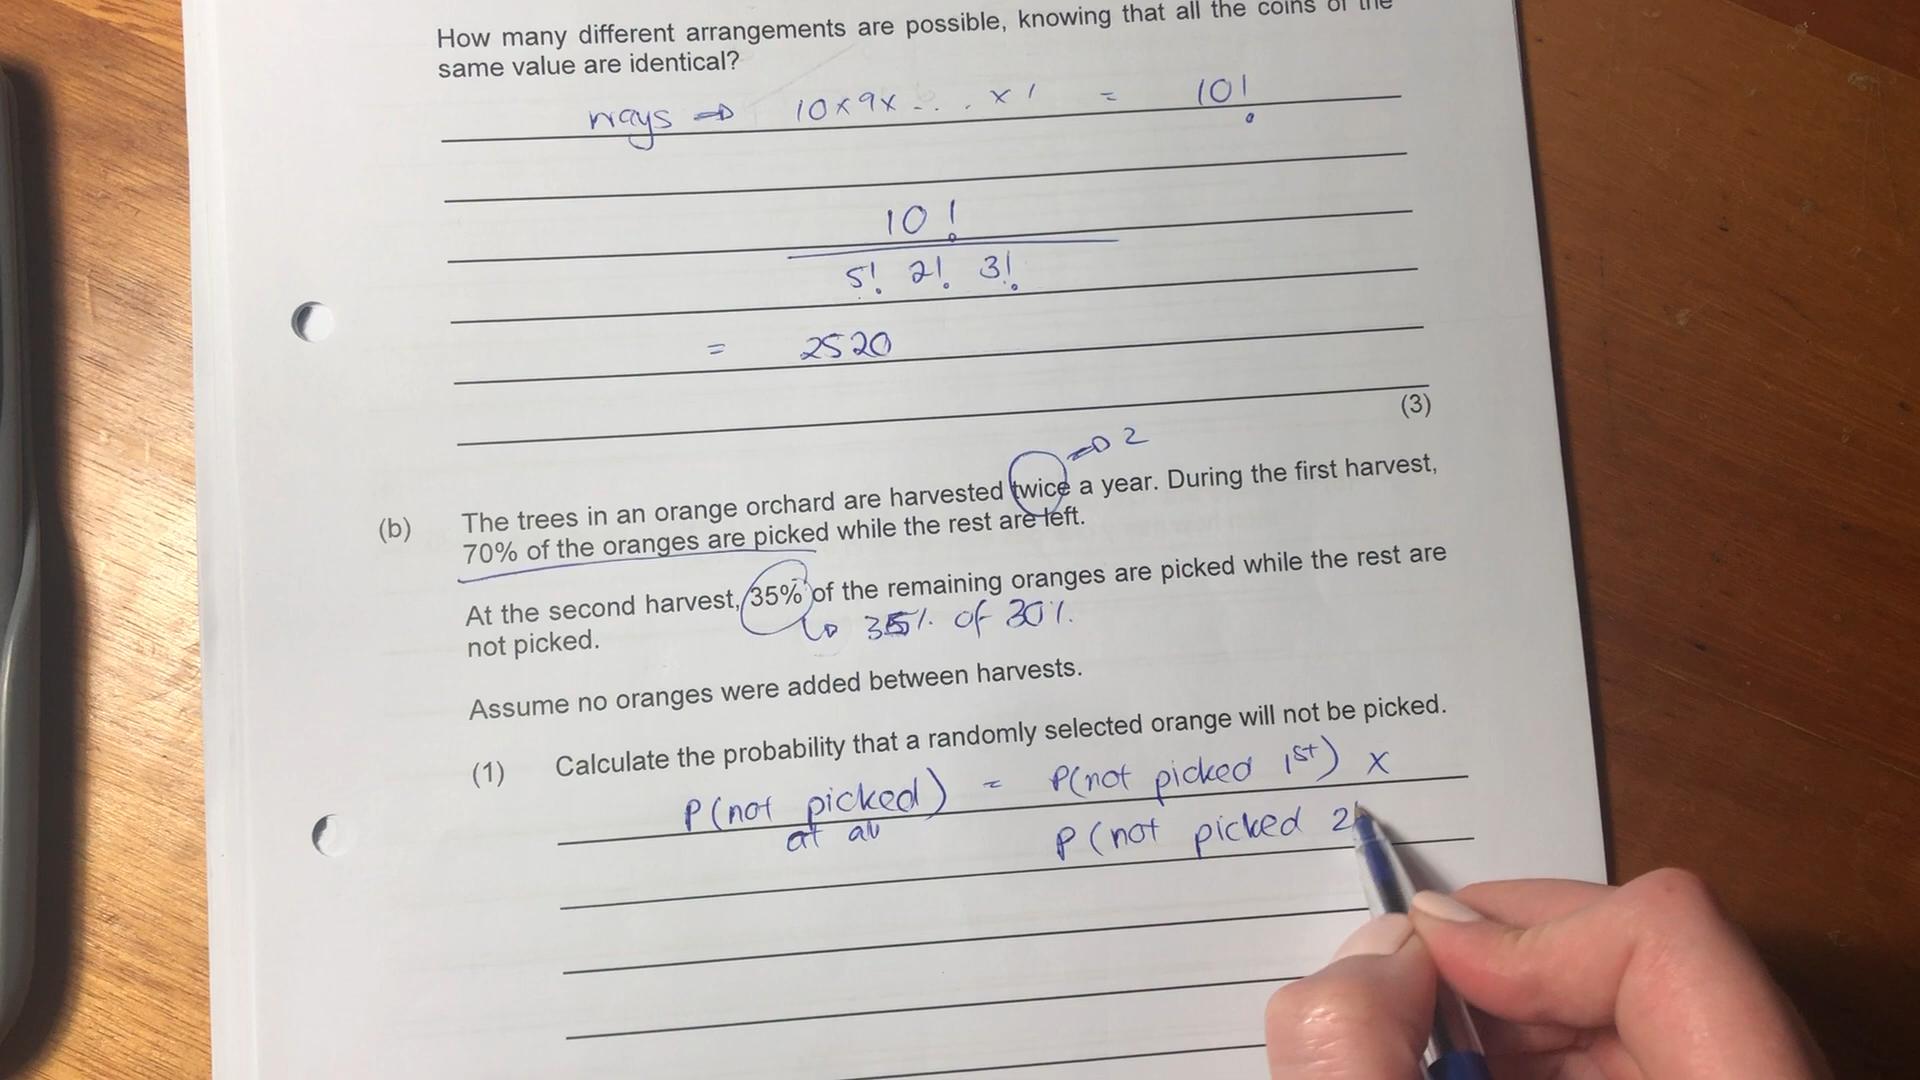 How many different arrangements are possible, knowing that all the coins of the
same value are identical?
ways ⇒ 10 x 9 x . . . x 1 = 10!
10!
5! 2! 3!
= 2520
(3)
⇒ 2
(b) The trees in an orange orchard are harvested twice a year. During the first harvest,
70% of the oranges are picked while the rest are left.
At the second harvest, 35% of the remaining oranges are picked while the rest are
not picked.
↳ 35% of 30%.
Assume no oranges were added between harvests.
(1) Calculate the probability that a randomly selected orange will not be picked.
P(not picked) = P(not picked 1st) x
at all
P(not picked 2